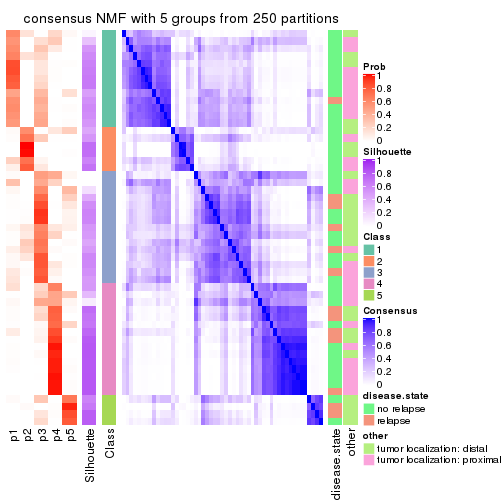 consensus NMF with 5 groups from 250 partitions
Prob
1
0.8
0.6
0.4
0.2
0
Silhouette
1
0.8
0.6
0.4
0.2
0
Class
1
2
3
4
5
Consensus
1
0.8
0.6
0.4
0.2
0
disease.state
no relapse
relapse
other
tumor localization: distal
tumor localization: proximal
p1
p2
p3
p4
p5
Silhouette
Class
disease.state
other